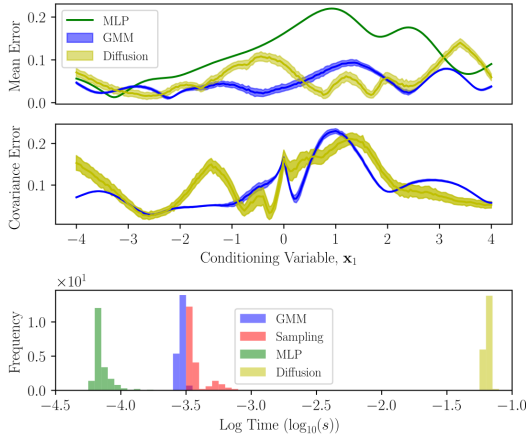 Mean Error
0.2
0.1
0.0
MLP
GMM
Diffusion
Covariance Error
0.2
0.1
−4
−3
−2
−1
0
1
2
3
4
Conditioning Variable, x₁
×10¹
Frequency
1.0
0.5
0.0
GMM
Sampling
MLP
Diffusion
−4.5
−4.0
−3.5
−3.0
−2.5
−2.0
−1.5
−1.0
Log Time (log₁₀(s))